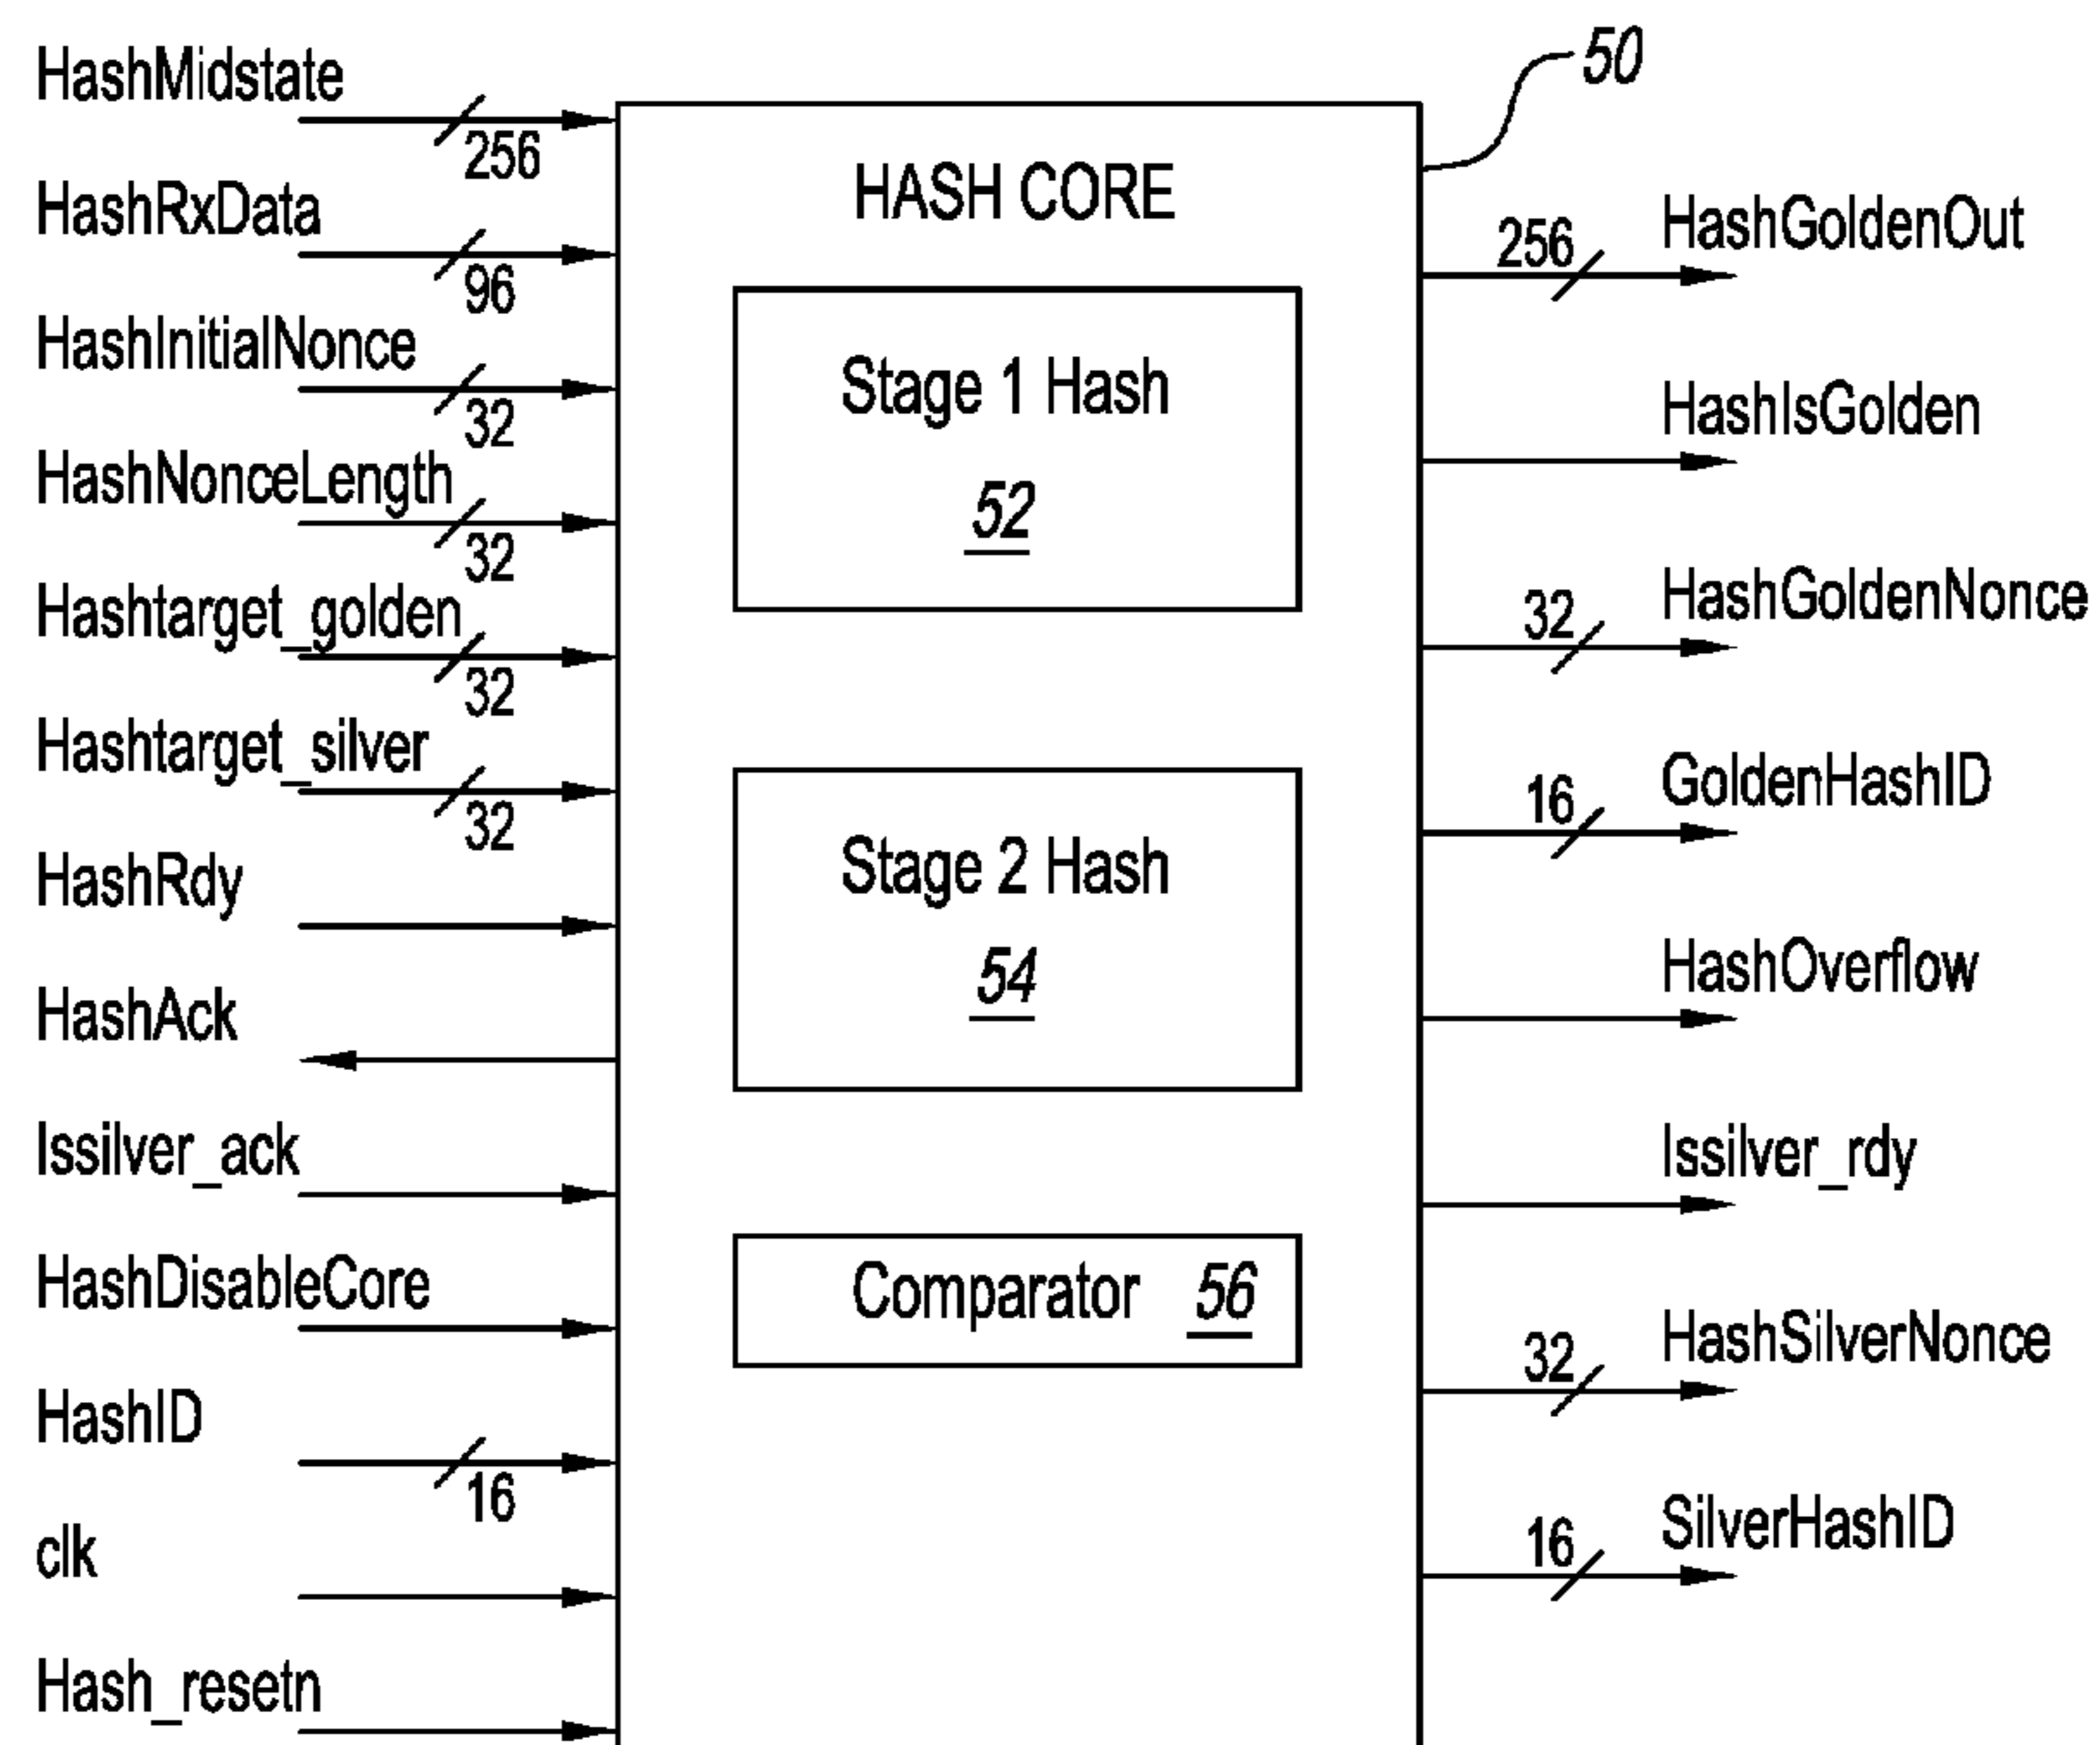 HashMidstate
256
HashRxData
96
HashInitialNonce
32
HashNonceLength
32
Hashtarget_golden
32
Hashtarget_silver
32
HashRdy
HashAck
Issilver_ack
HashDisableCore
HashID
16
clk
Hash_resetn
HASH CORE
Stage 1 Hash
52
Stage 2 Hash
54
Comparator 56
50
256 HashGoldenOut
HashIsGolden
32 HashGoldenNonce
16 GoldenHashID
HashOverflow
Issilver_rdy
32 HashSilverNonce
16 SilverHashID